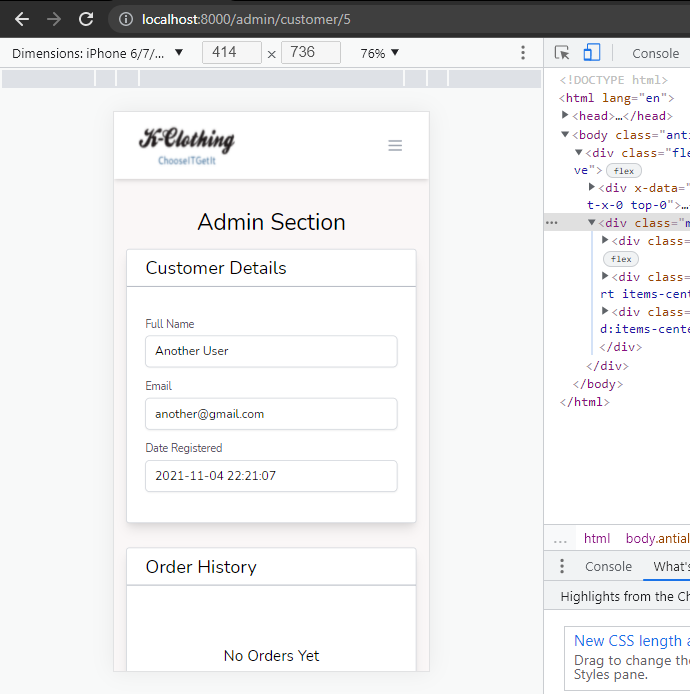 localhost:8000/admin/customer/5
Dimensions: iPhone 6/7/... ▼ 414 × 736 76% ▼
Console
<!DOCTYPE html>
<html lang="en">
<head>…</head>
<body class="anti
<div class="fle
ve"> flex
<div x-data="
t-x-0 top-0">…
<div class="m
<div class=
flex
<div class=
rt items-cent
<div class=
d:items-cente
</div>
</div>
</body>
</html>
K-Clothing
ChooseITGetIt
Admin Section
Customer Details
Full Name
Another User
Email
another@gmail.com
Date Registered
2021-11-04 22:21:07
Order History
No Orders Yet
... html body.antial
Console What's
Highlights from the Ch
New CSS length a
Drag to change the
Styles pane.